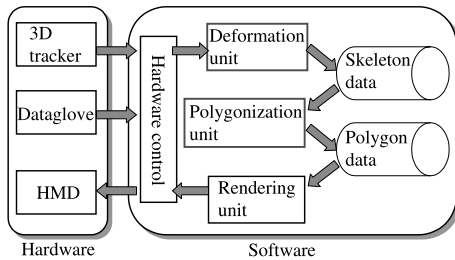 3D
tracker
Dataglove
HMD
Hardware
Hardware control
Deformation
unit
Polygonization
unit
Rendering
unit
Skeleton
data
Polygon
data
Software